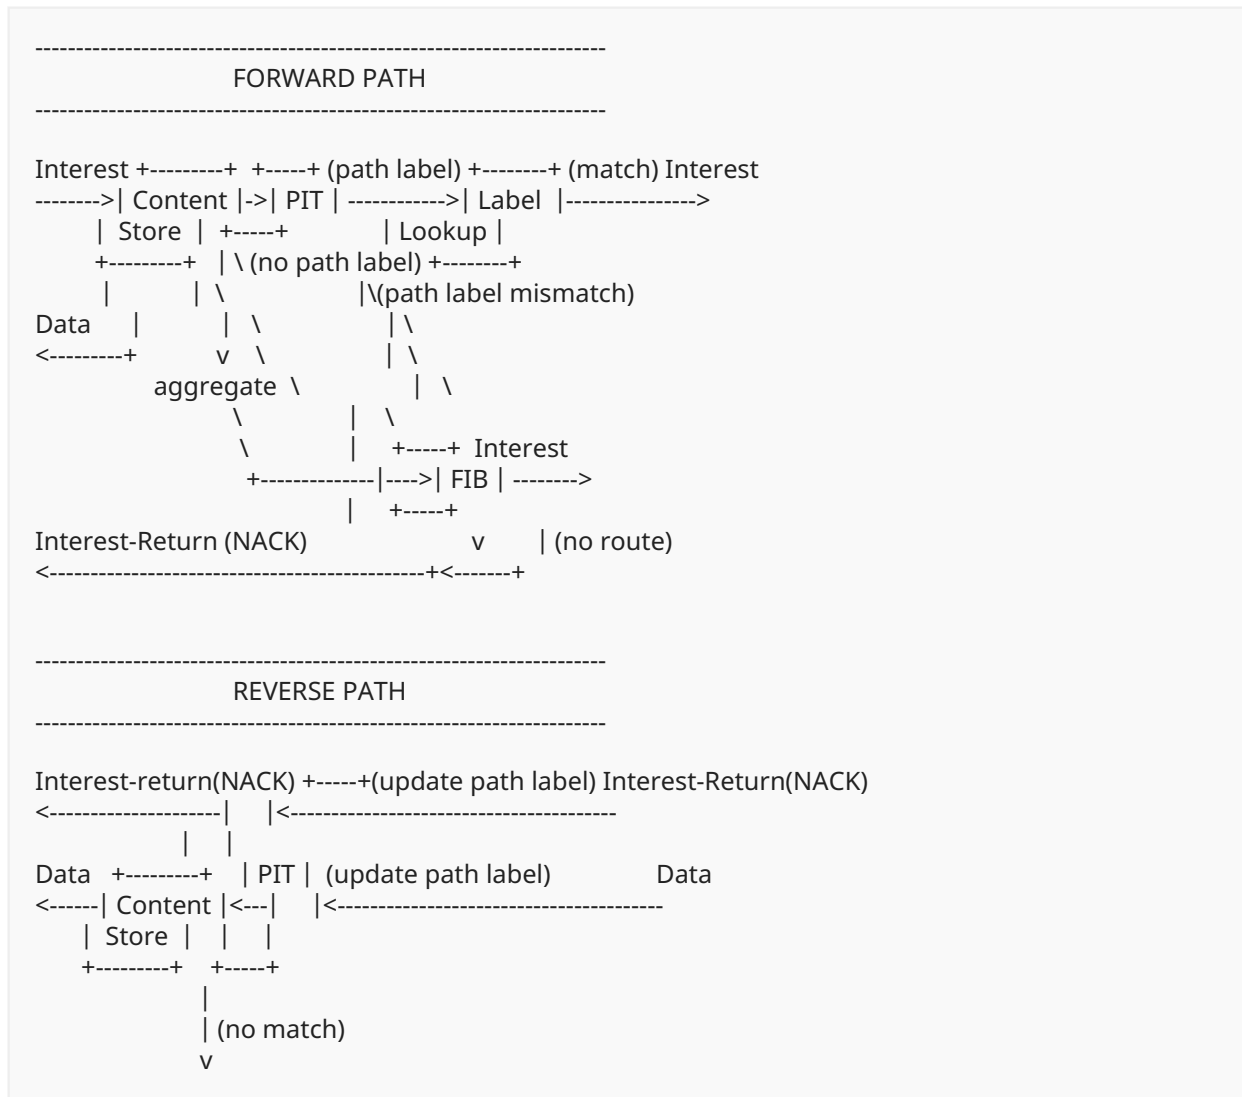 ----------------------------------------------------------------------
FORWARD PATH
----------------------------------------------------------------------
Interest +---------+  +-----+ (path label) +--------+ (match) Interest
-------->| Content |->| PIT | ------------>| Label  |---------------->
| Store  | +-----+ | Lookup |
+---------+   | \ (no path label) +--------+
|          | \                 |\(path label mismatch)
Data      |          |  \                | \
<---------+          v   \               |  \
aggregate  \              |   \
\             |    \
\            |     +-----+  Interest
+--------------|---->| FIB | -------->
|     +-----+
Interest-Return (NACK)                     v        | (no route)
<----------------------------------------------+<-------+
----------------------------------------------------------------------
REVERSE PATH
----------------------------------------------------------------------
Interest-return(NACK) +-----+(update path label) Interest-Return(NACK)
<---------------------|     |<----------------------------------------
|     |
Data   +---------+    | PIT |  (update path label)                Data
<------| Content |<---|     |<----------------------------------------
| Store  |    |     |
+---------+    +-----+
|
| (no match)
v